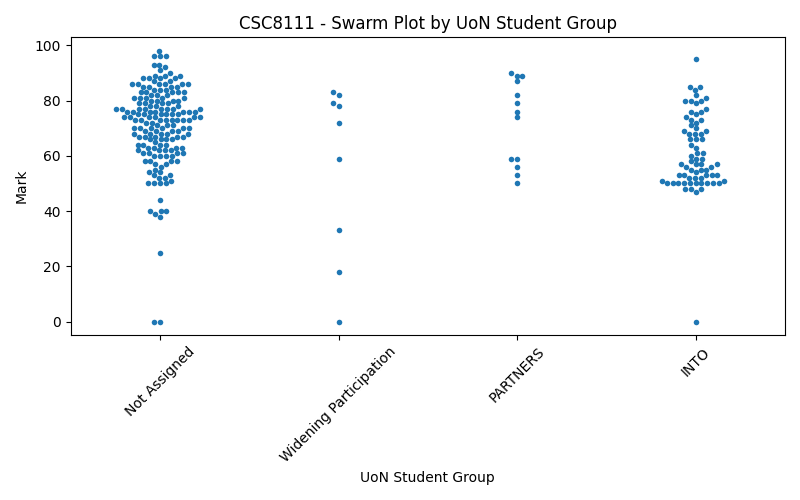 CSC8111 - Swarm Plot by UoN Student Group
100
80
60
40
20
0
Mark
Not Assigned
Widening Participation
PARTNERS
INTO
UoN Student Group